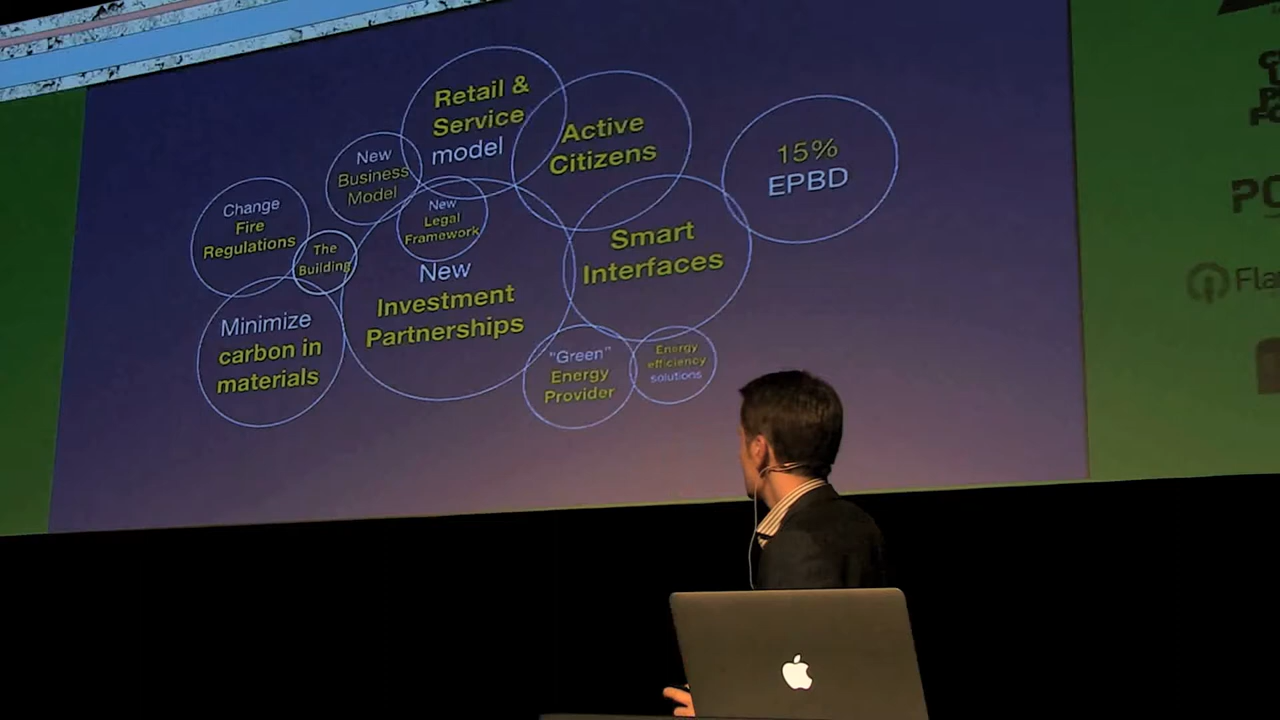 Retail &
Service
model
Active
Citizens
15%
EPBD
New
Business
Model
Change
Fire
Regulations
New
Legal
Framework
The
Building
New
Investment
Partnerships
Smart
Interfaces
Minimize
carbon in
materials
"Green"
Energy
Provider
Energy
efficiency
solutions